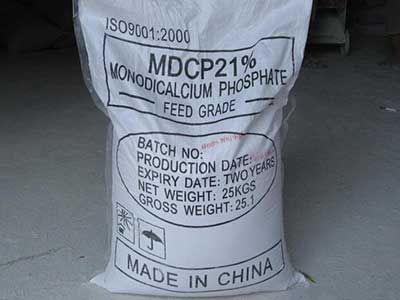 ISO9001:2000
MDCP21%
MONODICALCIUM PHOSPHATE
FEED GRADE
BATCH NO:
PRODUCTION DATE:
EXPIRY DATE: TWO YEARS
NET WEIGHT: 25KGS
GROSS WEIGHT: 25.1
MADE IN CHINA